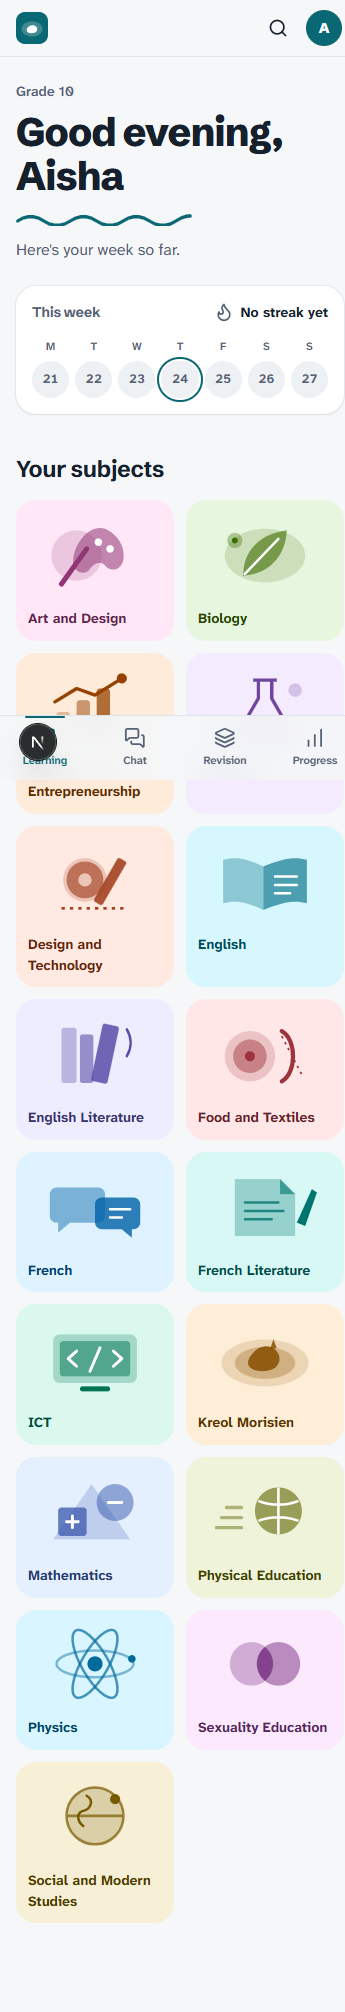 A
Grade 10
Good evening,
Aisha
Here's your week so far.
This week
No streak yet
M T W T F S S
21 22 23 24 25 26 27
Your subjects
Art and Design
Biology
N
Learning
Chat
Revision
Progress
Entrepreneurship
Design and
Technology
English
English Literature
Food and Textiles
French
French Literature
ICT
Kreol Morisien
Mathematics
Physical Education
Physics
Sexuality Education
Social and Modern
Studies